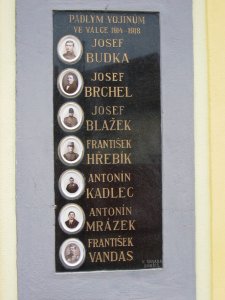 PADLÝM VOJÍNŮM
VE VÁLCE 1914-1918
JOSEF
BUDKA
JOSEF
BRCHEL
JOSEF
BLAŽEK
FRANTIŠEK
HŘEBÍK
ANTONÍN
KADLEC
ANTONÍN
MRÁZEK
FRANTIŠEK
VANDAS